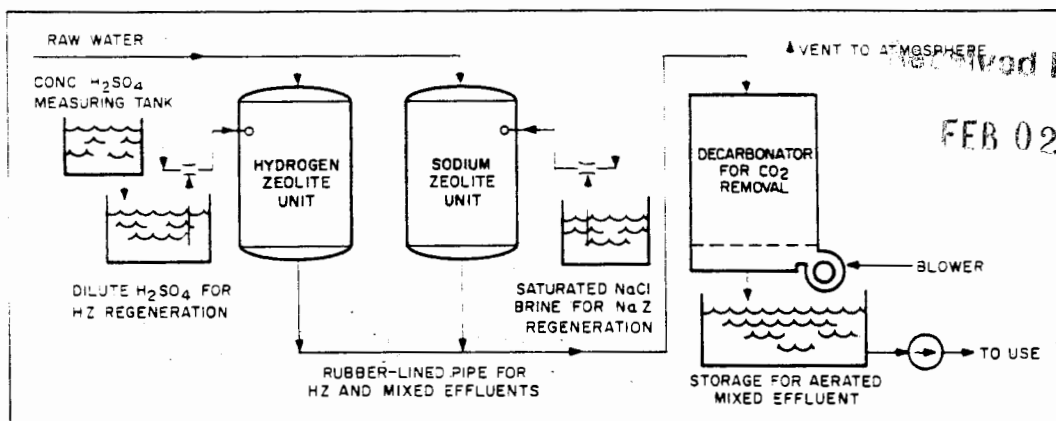 RAW WATER
CONC H₂SO₄
MEASURING TANK
HYDROGEN
ZEOLITE
UNIT
SODIUM
ZEOLITE
UNIT
VENT TO ATMOSPHERE
FEB 02
DECARBONATOR
FOR CO₂
REMOVAL
BLOWER
DILUTE H₂SO₄ FOR
HZ REGENERATION
SATURATED NaCl
BRINE FOR NaZ
REGENERATION
RUBBER-LINED PIPE FOR
HZ AND MIXED EFFLUENTS
STORAGE FOR AERATED
MIXED EFFLUENT
TO USE